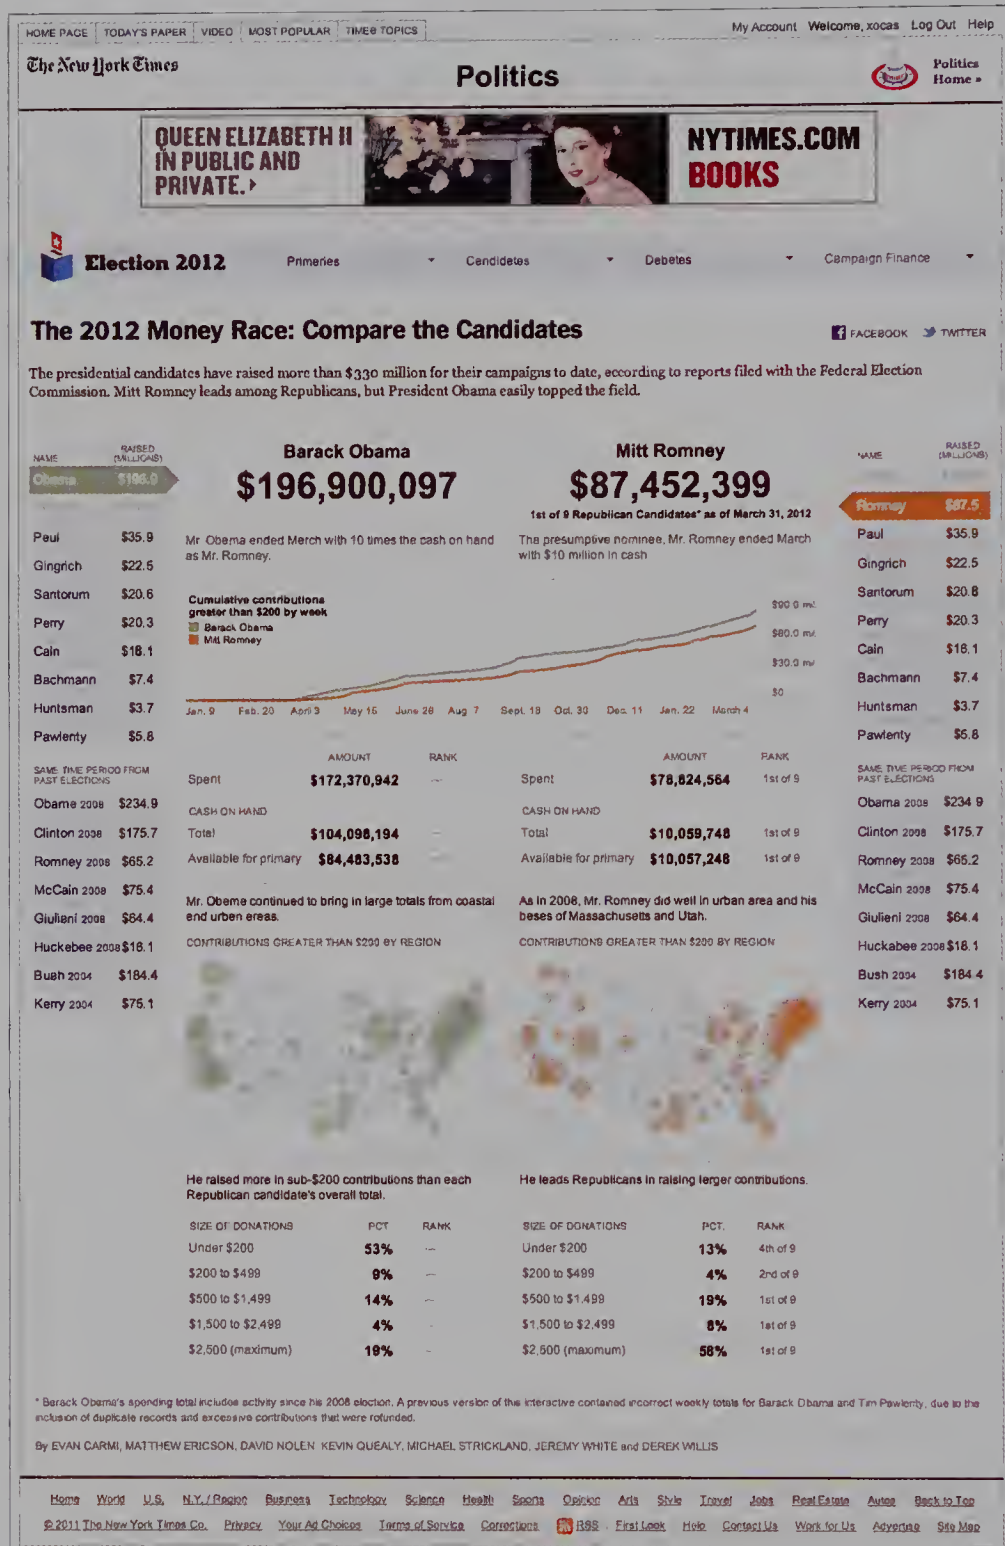 HOME PAGE TODAY'S PAPER VIDEO MOST POPULAR TIMES TOPICS
My Account Welcome, xocas Log Out Help
The New York Times
Politics
Politics
Home »
QUEEN ELIZABETH II
IN PUBLIC AND
PRIVATE.›
NYTIMES.COM
BOOKS
Election 2012
Primeries Cendidetes Debetes Cempeign Finence
The 2012 Money Race: Compare the Candidates
FACEBOOK TWITTER
The presidential candidates have raised more than $330 million for their campaigns to date, according to reports filed with the Federal Election
Commission. Mitt Romney leads among Republicans, but President Obama easily topped the field.
NAME RAISED
(MILLIONS)
Obama $196.9
Paul $35.9
Gingrich $22.5
Santorum $20.6
Perry $20.3
Cain $16.1
Bachmann $7.4
Huntsman $3.7
Pawlenty $5.8
SAME TIME PERIOD FROM
PAST ELECTIONS
Obame 2008 $234.9
Clinton 2008 $175.7
Romney 2008 $65.2
McCain 2008 $75.4
Giulieni 2008 $64.4
Huckebee 2008 $16.1
Bush 2004 $184.4
Kerry 2004 $75.1
Barack Obama
$196,900,097
Mr Obama ended Merch with 10 times the cash on hand
as Mr. Romney.
Mitt Romney
$87,452,399
1st of 9 Republican Candidates* as of March 31, 2012
The presumptive nominee, Mr. Romney ended March
with $10 million in cash
Cumulative contributions
greater than $200 by week
Barack Obama
Mitt Romney
$90.0 mil.
$60.0 mil.
$30.0 mil
$0
Jan. 9 Feb. 20 April 3 May 15 June 26 Aug 7 Sept. 18 Oct. 30 Dec. 11 Jan. 22 March 4
AMOUNT RANK
Spent $172,370,942 —
CASH ON HAND
Total $104,098,194 —
Available for primary $84,483,538 —
Mr. Obeme continued to bring in large totals from coastal
end urben ereas.
CONTRIBUTIONS GREATER THAN $200 BY REGION
AMOUNT RANK
Spent $78,824,564 1st of 9
CASH ON HAND
Total $10,059,748 1st of 9
Available for primary $10,057,248 1st of 9
As in 2008, Mr. Romney did well in urban area and his
beses of Massachusetts and Utah.
CONTRIBUTIONS GREATER THAN $200 BY REGION
He raised more in sub-$200 contributions than each
Republican candidate's overall total.
SIZE OF DONATIONS PCT RANK
Under $200 53% —
$200 to $499 9% —
$500 to $1,499 14% —
$1,500 to $2,499 4% -
$2,500 (maximum) 19% -
He leads Republicans in raising lerger contributions.
SIZE OF DONATIONS PCT. RANK
Under $200 13% 4th of 9
$200 to $499 4% 2nd of 9
$500 to $1,499 19% 1st of 9
$1,500 to $2,499 8% 1st of 9
$2,500 (maximum) 58% 1st of 9
NAME RAISED
(MILLIONS)
Romney $87.5
Paul $35.9
Gingrich $22.5
Santorum $20.8
Perry $20.3
Cain $16.1
Bachmann $7.4
Huntsman $3.7
Pawlenty $5.8
SAME TIME PERIOD FROM
PAST ELECTIONS
Obama 2008 $234 9
Clinton 2008 $175.7
Romney 2008 $65.2
McCain 2008 $75.4
Giulieni 2008 $64.4
Huckabee 2008 $16.1
Bush 2004 $184.4
Kerry 2004 $75.1
* Berack Obama's spending total includes activity since his 2008 election. A previous version of this interactive contained incorrect weekly totals for Barack Obama and Tim Pawlenty, due to the
inclusion of duplicate records and excessive contributions that were refunded.
By EVAN CARMI, MATTHEW ERICSON, DAVID NOLEN KEVIN QUEALY, MICHAEL STRICKLAND, JEREMY WHITE and DEREK WILLIS
Home World U.S. N.Y. / Region Business Technology Science Health Sports Opinion Arts Style Travel Jobs Real Estate Autos Back to Top
© 2011 The New York Times Co. Privacy Your Ad Choices Terms of Service Corrections RSS First Look Help Contact Us Work for Us Advertise Site Map